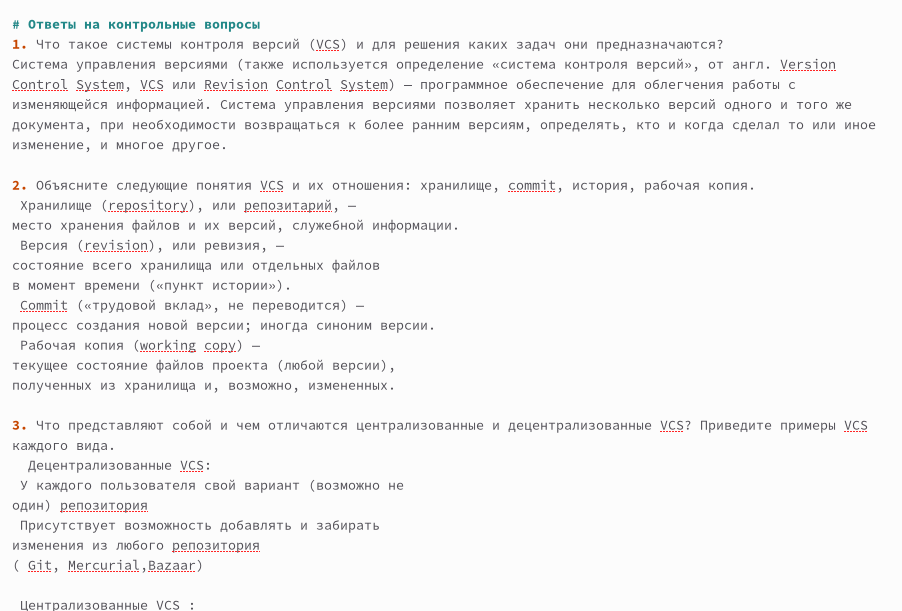 # Ответы на контрольные вопросы
1. Что такое системы контроля версий (VCS) и для решения каких задач они предназначаются?
Система управления версиями (также используется определение «система контроля версий», от англ. Version
Control System, VCS или Revision Control System) — программное обеспечение для облегчения работы с
изменяющейся информацией. Система управления версиями позволяет хранить несколько версий одного и того же
документа, при необходимости возвращаться к более ранним версиям, определять, кто и когда сделал то или иное
изменение, и многое другое.
2. Объясните следующие понятия VCS и их отношения: хранилище, commit, история, рабочая копия.
Хранилище (repository), или репозитарий, —
место хранения файлов и их версий, служебной информации.
Версия (revision), или ревизия, —
состояние всего хранилища или отдельных файлов
в момент времени («пункт истории»).
Commit («трудовой вклад», не переводится) —
процесс создания новой версии; иногда синоним версии.
Рабочая копия (working copy) —
текущее состояние файлов проекта (любой версии),
полученных из хранилища и, возможно, измененных.
3. Что представляют собой и чем отличаются централизованные и децентрализованные VCS? Приведите примеры VCS
каждого вида.
Децентрализованные VCS:
У каждого пользователя свой вариант (возможно не
один) репозитория
Присутствует возможность добавлять и забирать
изменения из любого репозитория
( Git, Mercurial,Bazaar)
Централизованные VCS :